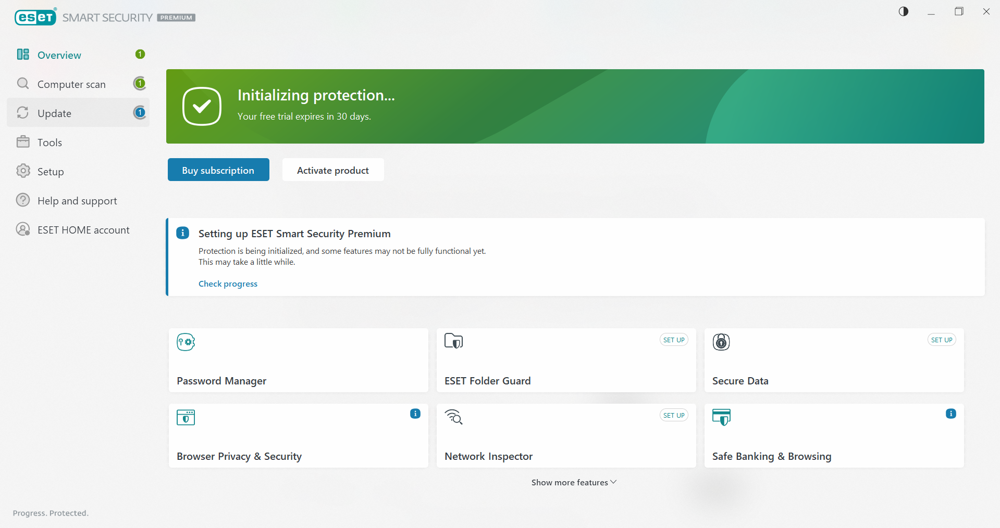 eset® SMART SECURITY PREMIUM
Overview 1
Computer scan 1
Update 1
Tools
Setup
Help and support
ESET HOME account
Initializing protection...
Your free trial expires in 30 days.
Buy subscription
Activate product
Setting up ESET Smart Security Premium
Protection is being initialized, and some features may not be fully functional yet.
This may take a little while.
Check progress
Password Manager
SET UP
ESET Folder Guard
SET UP
Secure Data
Browser Privacy & Security
SET UP
Network Inspector
Safe Banking & Browsing
Show more features
Progress. Protected.